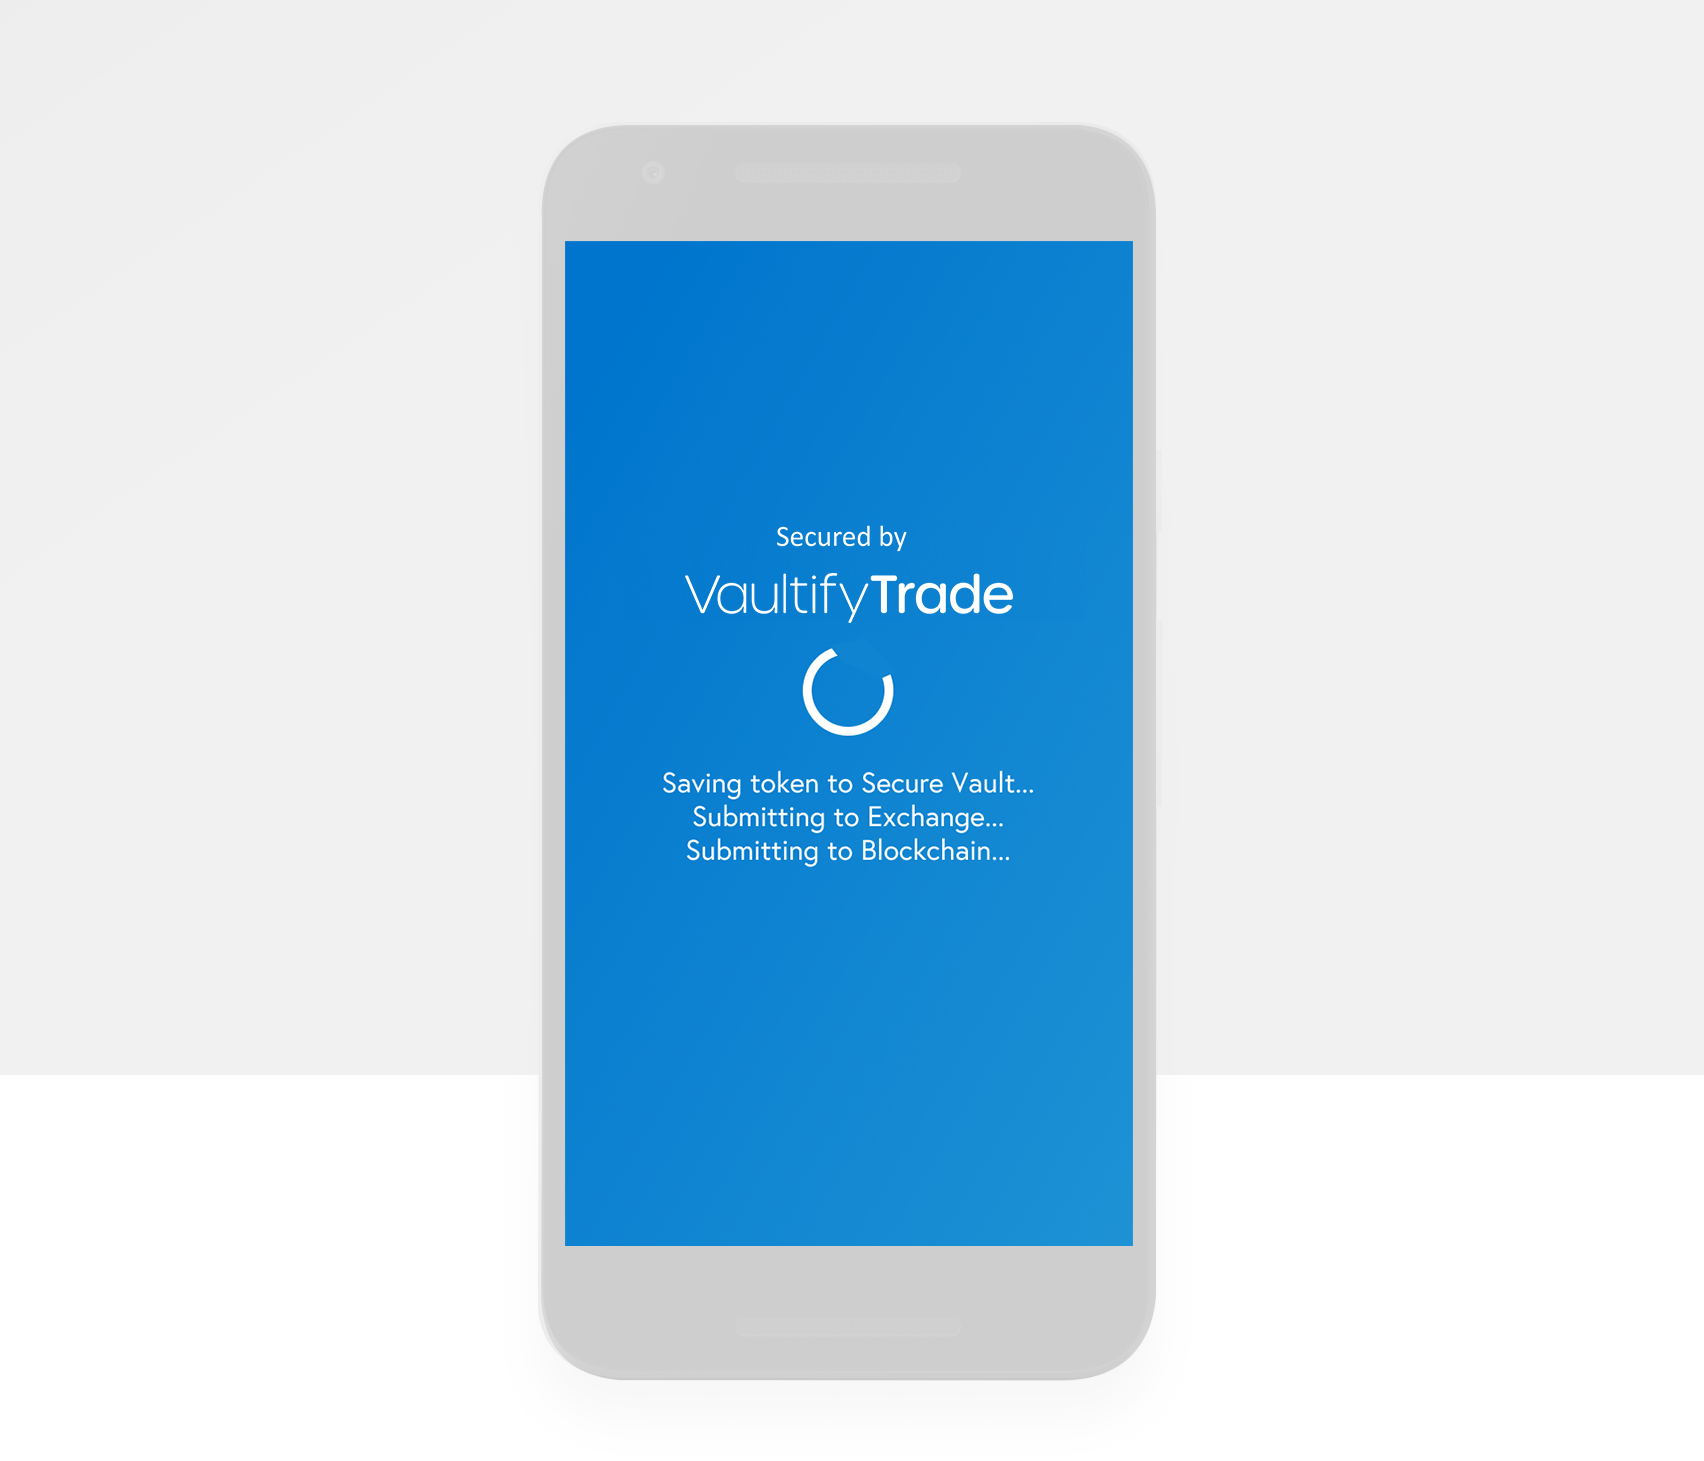 Secured by
VaultifyTrade
Saving token to Secure Vault...
Submitting to Exchange...
Submitting to Blockchain...